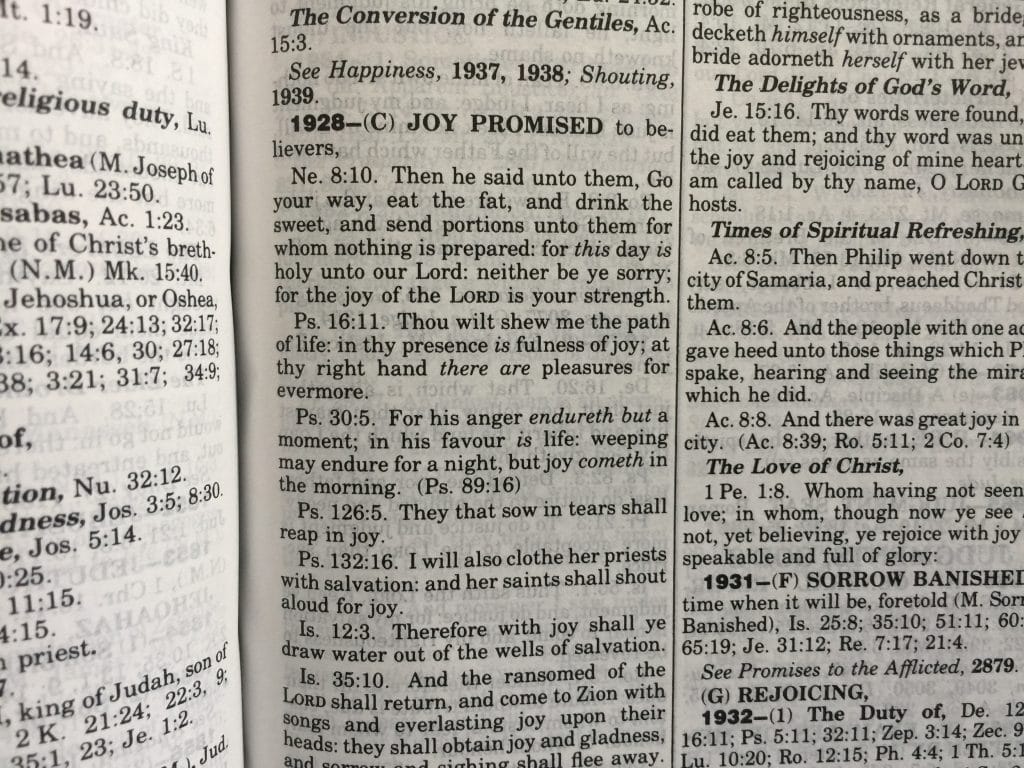 lt. 1:19.
14.
religious duty, Lu.
nathea (M. Joseph of
57; Lu. 23:50.
sabas, Ac. 1:23.
ne of Christ's breth-
(N.M.) Mk. 15:40.
Jehoshua, or Oshea,
Ex. 17:9; 24:13; 32:17;
3:16; 14:6, 30; 27:18;
38; 3:21; 31:7; 34:9;
of,
tion, Nu. 32:12.
dness, Jos. 3:5; 8:30.
e, Jos. 5:14.
0:25.
11:15.
4:15.
priest.
7.
king of Judah, son of
2 K. 21:24; 22:3, 9;
35:1, 23; Je. 1:2.
Jud.
The Conversion of the Gentiles, Ac.
15:3.
See Happiness, 1937, 1938; Shouting,
1939.
1928—(C) JOY PROMISED to be-
lievers,
Ne. 8:10. Then he said unto them, Go
your way, eat the fat, and drink the
sweet, and send portions unto them for
whom nothing is prepared: for this day is
holy unto our Lord: neither be ye sorry;
for the joy of the LORD is your strength.
Ps. 16:11. Thou wilt shew me the path
of life: in thy presence is fulness of joy; at
thy right hand there are pleasures for
evermore.
Ps. 30:5. For his anger endureth but a
moment; in his favour is life: weeping
may endure for a night, but joy cometh in
the morning. (Ps. 89:16)
Ps. 126:5. They that sow in tears shall
reap in joy.
Ps. 132:16. I will also clothe her priests
with salvation: and her saints shall shout
aloud for joy.
Is. 12:3. Therefore with joy shall ye
draw water out of the wells of salvation.
Is. 35:10. And the ransomed of the
LORD shall return, and come to Zion with
songs and everlasting joy upon their
heads: they shall obtain joy and gladness,
and sorrow and sighing shall flee away.
robe of righteousness, as a bride
decketh himself with ornaments, an
bride adorneth herself with her jew
The Delights of God's Word,
Je. 15:16. Thy words were found,
did eat them; and thy word was un
the joy and rejoicing of mine heart
am called by thy name, O LORD G
hosts.
Times of Spiritual Refreshing,
Ac. 8:5. Then Philip went down t
city of Samaria, and preached Christ
them.
Ac. 8:6. And the people with one ac
gave heed unto those things which P
spake, hearing and seeing the mira
which he did.
Ac. 8:8. And there was great joy in
city. (Ac. 8:39; Ro. 5:11; 2 Co. 7:4)
The Love of Christ,
1 Pe. 1:8. Whom having not seen
love; in whom, though now ye see
not, yet believing, ye rejoice with joy
speakable and full of glory:
1931—(F) SORROW BANISHED
time when it will be, foretold (M. Sorr
Banished), Is. 25:8; 35:10; 51:11; 60:
65:19; Je. 31:12; Re. 7:17; 21:4.
See Promises to the Afflicted, 2879.
(G) REJOICING,
1932—(1) The Duty of, De. 12
16:11; Ps. 5:11; 32:11; Zep. 3:14; Zec. 9
Lu. 10:20; Ro. 12:15; Ph. 4:4; 1 Th. 5:1